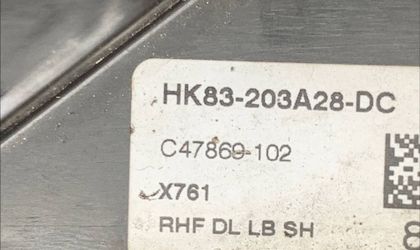 HK83-203A28-DC
C47869-102
X761
RHF DL LB SH